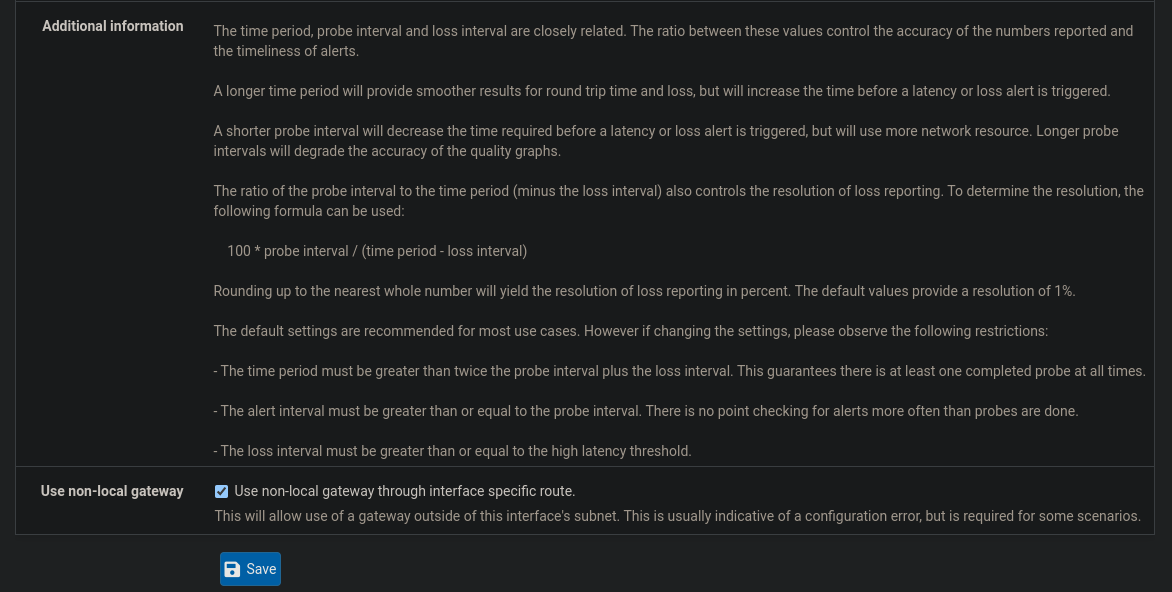 Additional information
The time period, probe interval and loss interval are closely related. The ratio between these values control the accuracy of the numbers reported and
the timeliness of alerts.
A longer time period will provide smoother results for round trip time and loss, but will increase the time before a latency or loss alert is triggered.
A shorter probe interval will decrease the time required before a latency or loss alert is triggered, but will use more network resource. Longer probe
intervals will degrade the accuracy of the quality graphs.
The ratio of the probe interval to the time period (minus the loss interval) also controls the resolution of loss reporting. To determine the resolution, the
following formula can be used:
100 * probe interval / (time period - loss interval)
Rounding up to the nearest whole number will yield the resolution of loss reporting in percent. The default values provide a resolution of 1%.
The default settings are recommended for most use cases. However if changing the settings, please observe the following restrictions:
- The time period must be greater than twice the probe interval plus the loss interval. This guarantees there is at least one completed probe at all times.
- The alert interval must be greater than or equal to the probe interval. There is no point checking for alerts more often than probes are done.
- The loss interval must be greater than or equal to the high latency threshold.
Use non-local gateway
Use non-local gateway through interface specific route.
This will allow use of a gateway outside of this interface's subnet. This is usually indicative of a configuration error, but is required for some scenarios.
Save